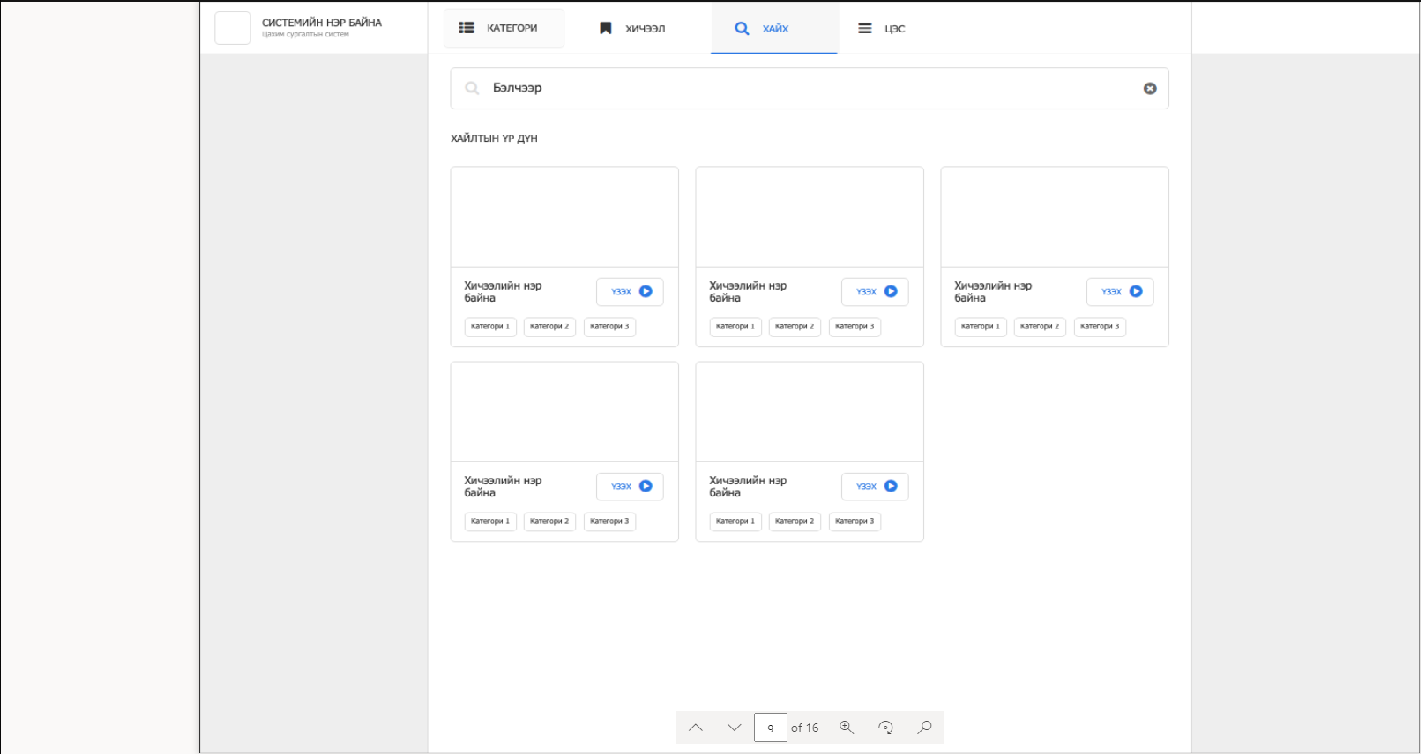 СИСТЕМИЙН НЭР БАЙНА
Цахим сургалтын систем
КАТЕГОРИ
ХИЧЭЭЛ
ХАЙХ
ЦЭС
Бэлчээр
ХАЙЛТЫН ҮР ДҮН
Хичээлийн нэр
байна
ҮЗЭХ
Категори 1 Категори 2 Категори 3
Хичээлийн нэр
байна
ҮЗЭХ
Категори 1 Категори 2 Категори 3
Хичээлийн нэр
байна
ҮЗЭХ
Категори 1 Категори 2 Категори 3
Хичээлийн нэр
байна
ҮЗЭХ
Категори 1 Категори 2 Категори 3
Хичээлийн нэр
байна
ҮЗЭХ
Категори 1 Категори 2 Категори 3
9 of 16